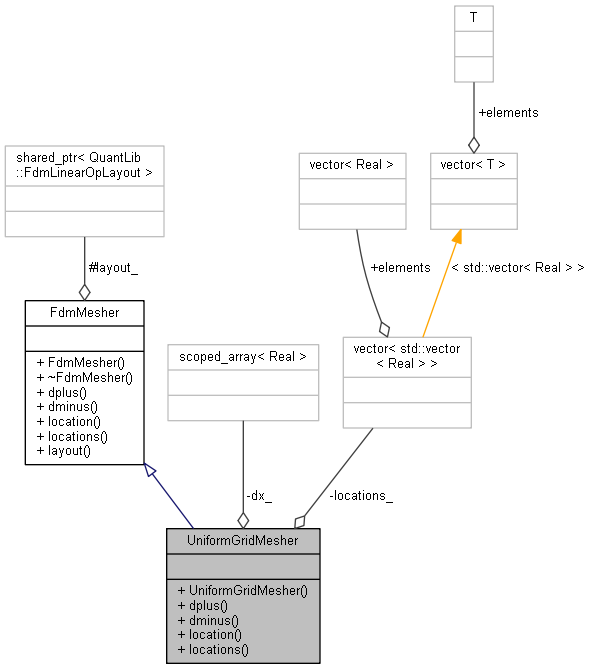 T
+elements
shared_ptr< QuantLib
::FdmLinearOpLayout >
vector< Real >
vector< T >
#layout_
+elements
< std::vector< Real > >
FdmMesher
+ FdmMesher()
+ ~FdmMesher()
+ dplus()
+ dminus()
+ location()
+ locations()
+ layout()
scoped_array< Real >
vector< std::vector
< Real > >
-dx_
-locations_
UniformGridMesher
+ UniformGridMesher()
+ dplus()
+ dminus()
+ location()
+ locations()